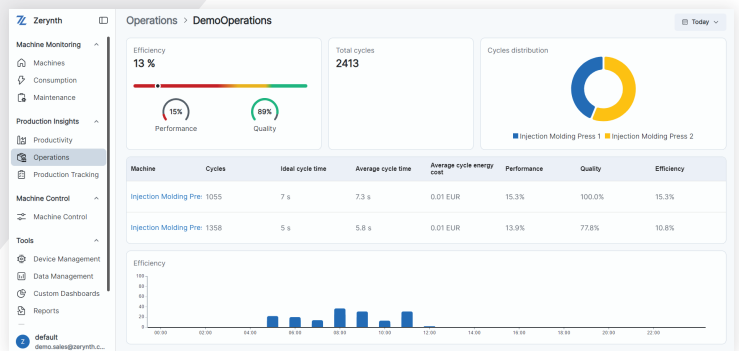 Zerynth
Operations > DemoOperations
Today
Machine Monitoring
Machines
Consumption
Maintenance
Production Insights
Productivity
Operations
Production Tracking
Machine Control
Machine Control
Tools
Device Management
Data Management
Custom Dashboards
Reports
Z
default
demo.sales@zerynth.c...
Efficiency
13 %
15%
Performance
89%
Quality
Total cycles
2413
Cycles distribution
Injection Molding Press 1 Injection Molding Press 2
Machine Cycles Ideal cycle time Average cycle time Average cycle energy cost Performance Quality Efficiency
Injection Molding Pre: 1055 7 s 7.3 s 0.01 EUR 15.3% 100.0% 15.3%
Injection Molding Pre: 1358 5 s 5.8 s 0.01 EUR 13.9% 77.8% 10.8%
Efficiency
100
80
60
40
20
0
00:00 02:00 04:00 06:00 08:00 10:00 12:00 14:00 16:00 18:00 20:00 22:00